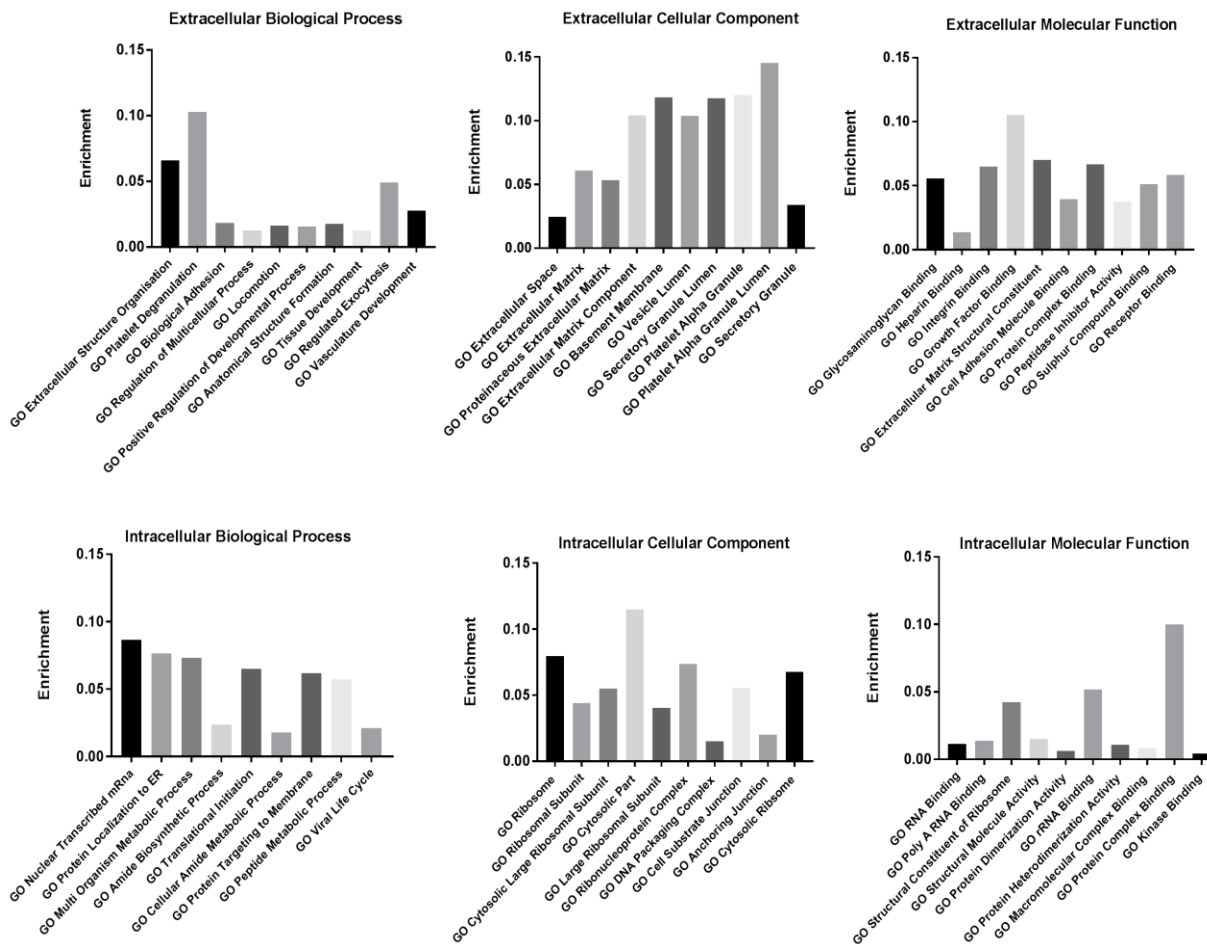 Extracellular Biological Process
Enrichment
0.15
0.10
0.05
0.00
GO Extracellular Structure Organisation
GO Platelet Degranulation
GO Biological Adhesion
GO Regulation of Multicellular Process
GO Locomotion
GO Positive Regulation of Developmental Process
GO Anatomical Structure Formation
GO Tissue Development
GO Regulated Exocytosis
GO Vasculature Development
Extracellular Cellular Component
Enrichment
0.15
0.10
0.05
0.00
GO Extracellular Space
GO Extracellular Matrix
GO Proteinaceous Extracellular Matrix
GO Extracellular Matrix Component
GO Basement Membrane
GO Vesicle Lumen
GO Secretory Granule Lumen
GO Platelet Alpha Granule
GO Platelet Alpha Granule Lumen
GO Secretory Granule
Extracellular Molecular Function
Enrichment
0.15
0.10
0.05
0.00
GO Glycosaminoglycan Binding
GO Heparin Binding
GO Integrin Binding
GO Growth Factor Binding
GO Extracellular Matrix Structural Constituent
GO Cell Adhesion Molecule Binding
GO Protein Complex Binding
GO Peptidase Inhibitor Activity
GO Sulphur Compound Binding
GO Receptor Binding
Intracellular Biological Process
Enrichment
0.15
0.10
0.05
0.00
GO Nuclear Transcribed mRna
GO Protein Localization to ER
GO Multi Organism Metabolic Process
GO Amide Biosynthetic Process
GO Translational Initiation
GO Cellular Amide Metabolic Process
GO Protein Targeting to Membrane
GO Peptide Metabolic Process
GO Viral Life Cycle
Intracellular Cellular Component
Enrichment
0.15
0.10
0.05
0.00
GO Ribosome
GO Ribosomal Subunit
GO Cytosolic Large Ribosomal Subunit
GO Cytosolic Part
GO Large Ribosomal Subunit
GO Ribonucleoprotein Complex
GO DNA Packaging Complex
GO Cell Substrate Junction
GO Anchoring Junction
GO Cytosolic Ribsome
Intracellular Molecular Function
Enrichment
0.15
0.10
0.05
0.00
GO RNA Binding
GO Poly A RNA Binding
GO Structural Constituent of Ribosome
GO Structural Molecule Activity
GO Protein Dimerization Activity
GO rRNA Binding
GO Protein Heterodimerization Activity
GO Macromolecular Complex Binding
GO Protein Complex Binding
GO Kinase Binding